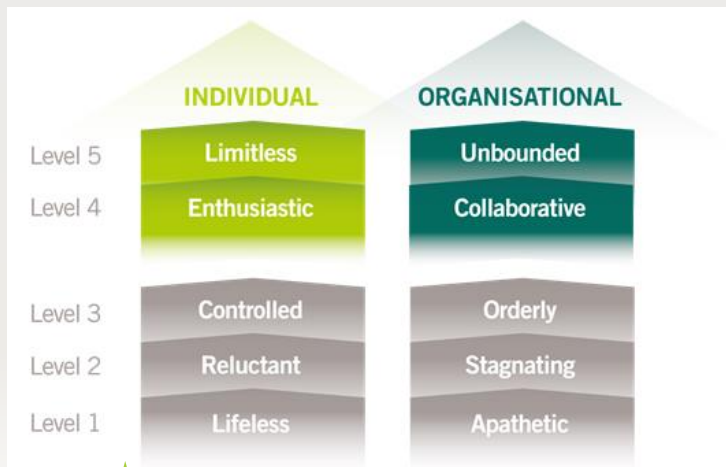 INDIVIDUAL ORGANISATIONAL
Level 5 Limitless Unbounded
Level 4 Enthusiastic Collaborative
Level 3 Controlled Orderly
Level 2 Reluctant Stagnating
Level 1 Lifeless Apathetic